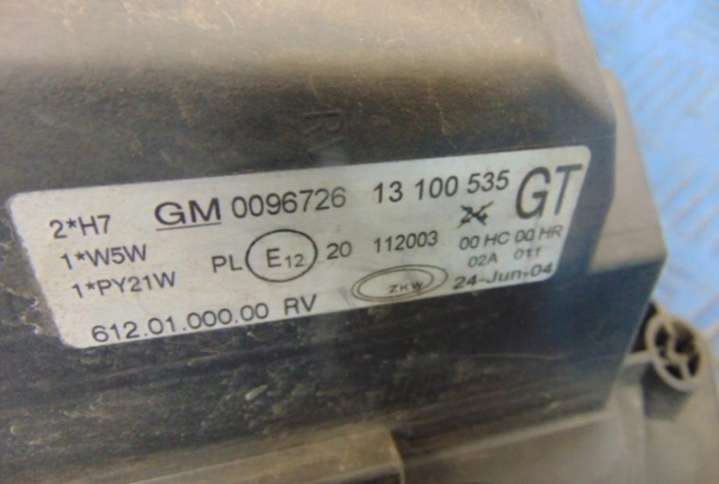 2*H7 GM 0096726 13 100 535 GT
1*W5W PL E12 20 112003 24 00 HC 00 HR
1*PY21W 02A 011
ZKW 24-Jun-04
612.01.000.00 RV